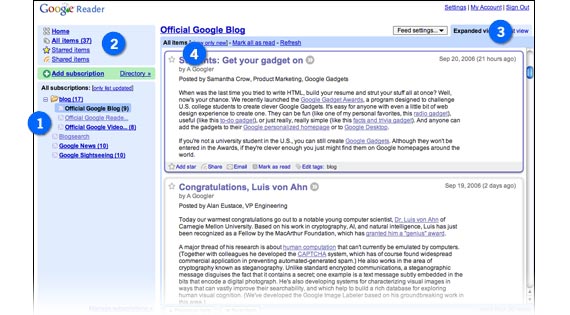 Google Reader
Settings | My Account | Sign Out
Home
All items (37)
Starred items
2
Add subscription Directory »
All subscriptions: [only list updated]
blog (17)
Official Google Blog (9)
Official Google Reade...
1
Official Google Video... (8)
Blogsearch
Google News (10)
Google Sightseeing (10)
Official Google Blog
Feed settings...
Expanded view
3
All items [show only new] - Mark all as read - Refresh
4
Students: Get your gadget on
Sep 20, 2006 (21 hours ago)
by A Googler
Posted by Samantha Crow, Product Marketing, Google Gadgets
When was the last time you tried to write HTML, build your resume and strut your stuff all at once? Well,
now's your chance. We recently launched the Google Gadget Awards, a program designed to challenge
U.S. college students to create clever Google Gadgets. It's easy for anyone with even a little bit of web
design experience to create one. They can be fun (like one of my personal favorites, this radio gadget),
useful (like this to-do gadget), or just really, really simple (like this facts and trivia gadget). And anyone can
add the gadgets to their Google personalized homepage or to Google Desktop.
If you're not a university student in the U.S., you can still create Google Gadgets. Although they won't be entered
in the Awards, if they're clever enough you just might find them on Google homepages around the
world.
Add star Share Email Mark as read Edit tags: blog
Congratulations, Luis von Ahn
Sep 19, 2006 (2 days ago)
by A Googler
Posted by Alan Eustace, VP Engineering
Today our warmest congratulations go out to a notable young computer scientist, Dr. Luis von Ahn of
Carnegie Mellon University. Based on his work in cryptography, AI, and natural intelligence, Luis has just
been recognized as a Fellow by the MacArthur Foundation, which has granted him a "genius" award.
A major thread of his research is about human computation that can't currently be emulated by computers.
(Together with colleagues he developed the CAPTCHA system, which has of course found widespread
commercial application in preventing automated-spam.) He also works in the area of
cryptography known as steganography. Unlike standard encrypted communications, a steganographic
message disguises the fact that it contains a secret: one example is a text message subtly embedded in the
bits that encode a digital photograph. He's also developing systems for characterizing visual images in
ways that can vastly improve their searchability, which help to build a rich database for exploring
human visual cognition. (We've developed the Google Image Labeler based on his groundbreaking work in
this area.)
Manage subscriptions »